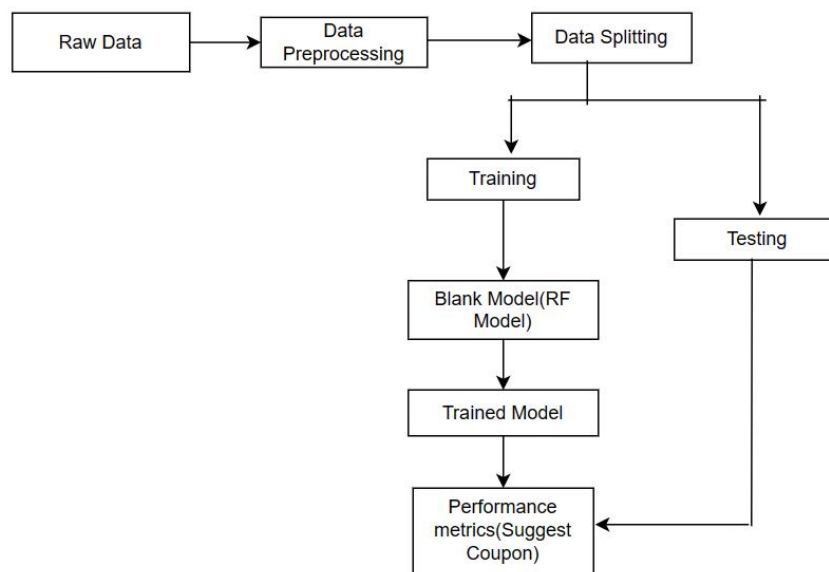 Raw Data
Data
Preprocessing
Data Splitting
Training
Testing
Blank Model(RF
Model)
Trained Model
Performance
metrics(Suggest
Coupon)